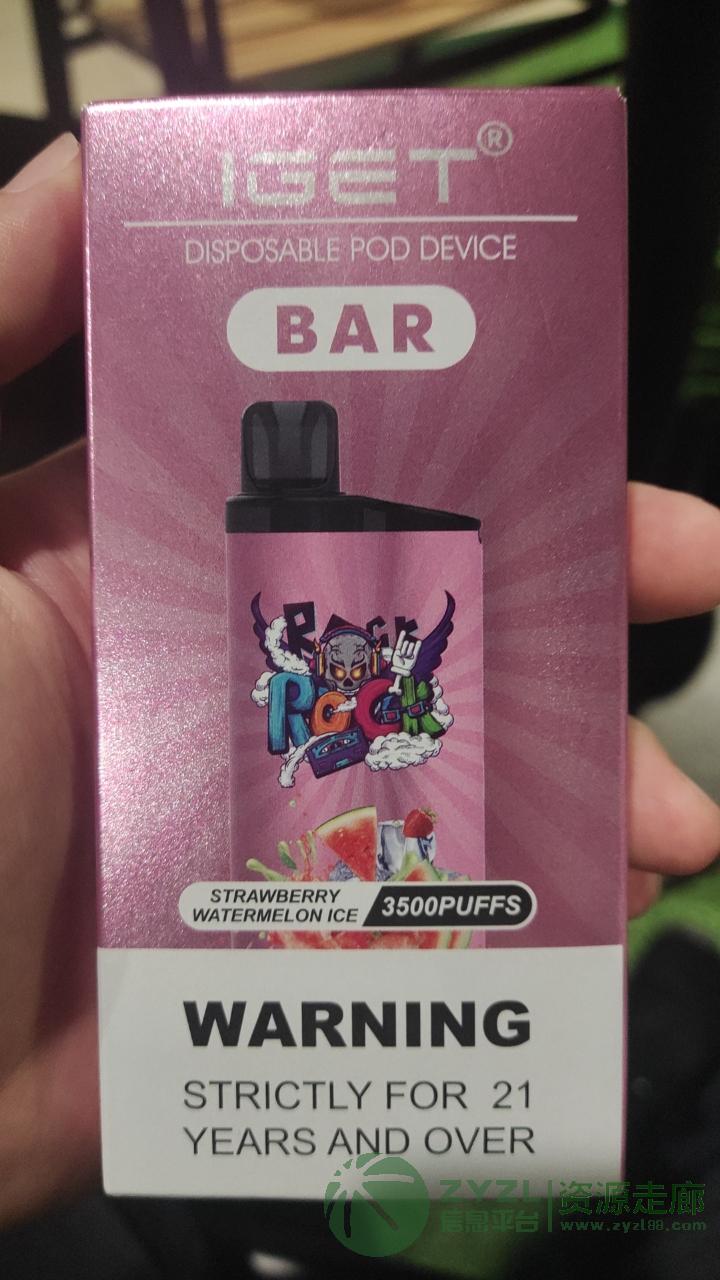 IGET®
DISPOSABLE POD DEVICE
BAR
ROCK
ROCK
STRAWBERRY
WATERMELON ICE
3500PUFFS
WARNING
STRICTLY FOR 21
YEARS AND OVER
ZYZL
信息平台
资源走廊
www.zyzl88.com